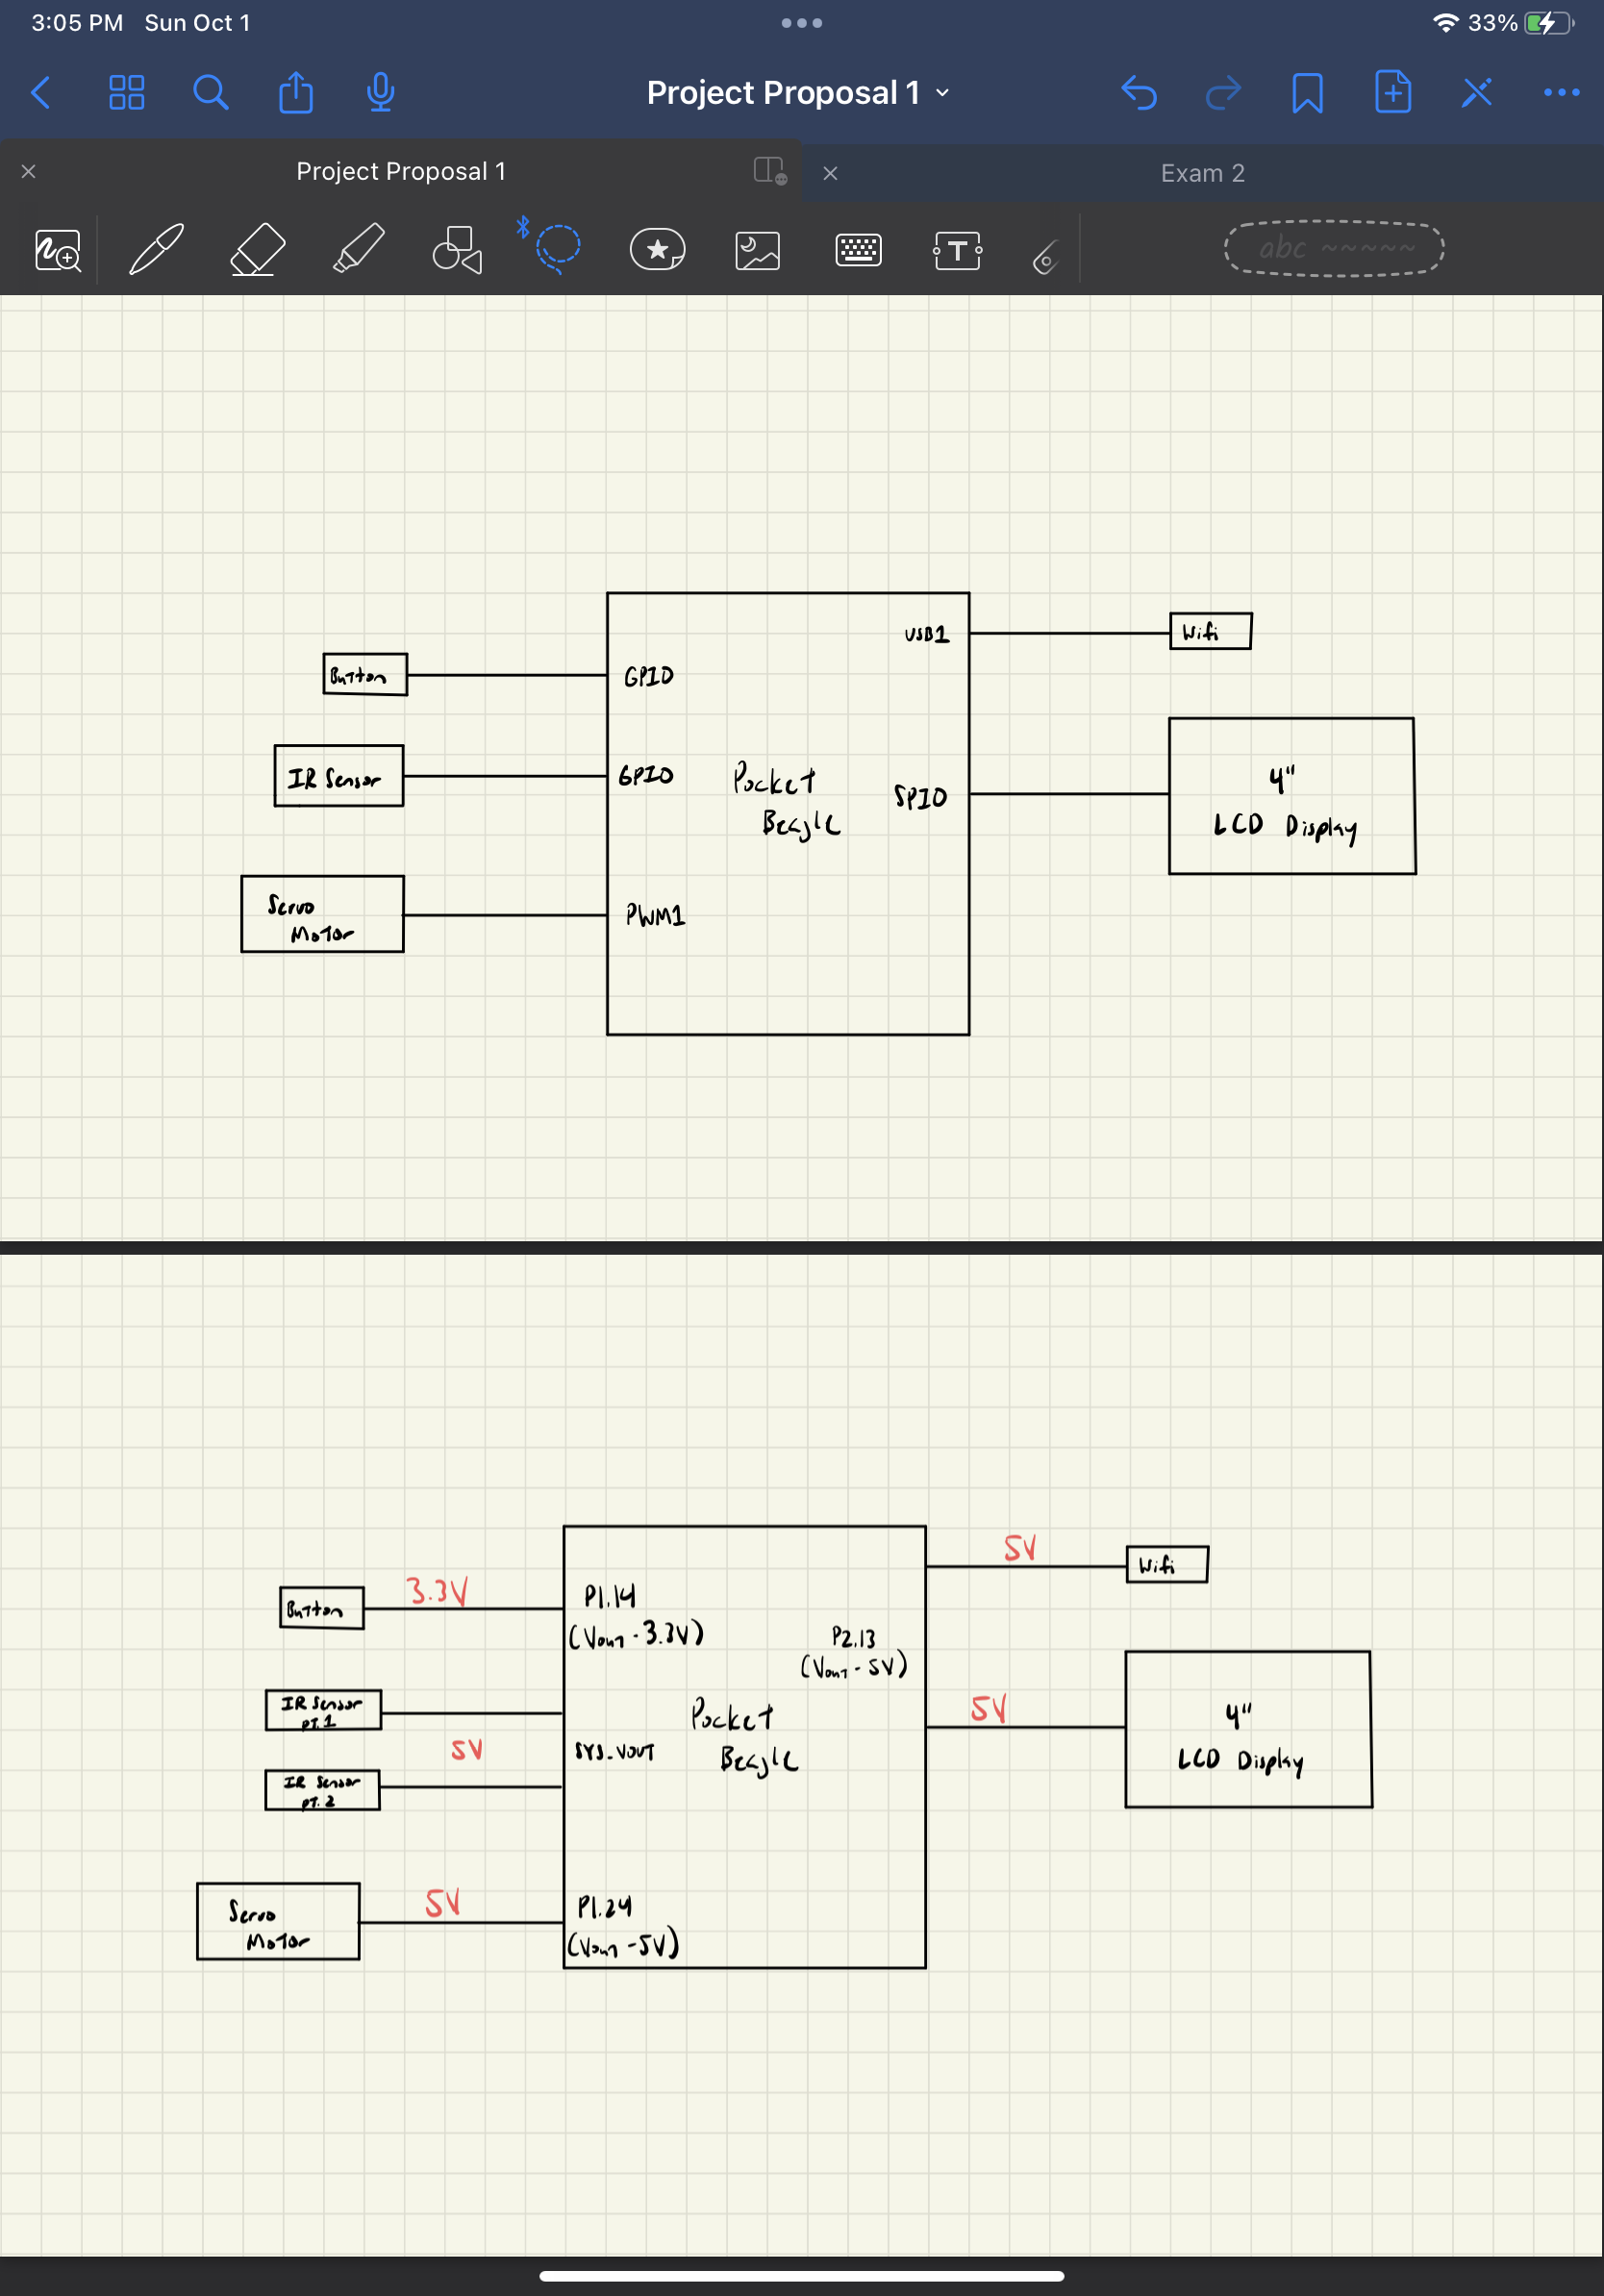 3:05 PM Sun Oct 1
33%
Project Proposal 1
Project Proposal 1
Exam 2
T
abc
USB1
Wifi
Button
GPIO
IR Sensor
GPIO
Pocket
Beagle
SPI0
4"
LCD Display
Servo
Motor
PWM1
5V
Wifi
Button
3.3V
P1.14
(Vout - 3.3V)
P2.13
(Vout - 5V)
IR Sensor
pt. 1
5V
SYS_VOUT
Pocket
Beagle
5V
4"
LCD Display
IR Sensor
pt. 2
Servo
Motor
5V
P1.24
(Vout - 5V)